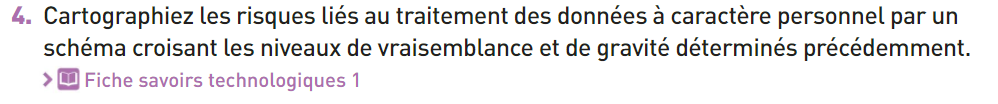 4. Cartographiez les risques liés au traitement des données à caractère personnel par un
schéma croisant les niveaux de vraisemblance et de gravité déterminés précédemment.
> Fiche savoirs technologiques 1